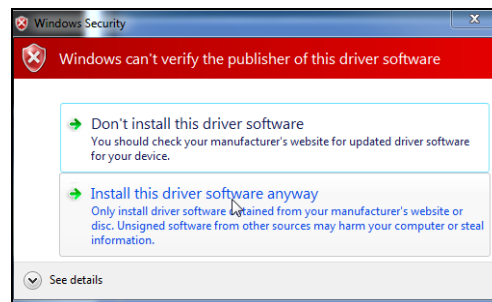 Windows Security
Windows can't verify the publisher of this driver software
Don't install this driver software
You should check your manufacturer's website for updated driver software
for your device.
Install this driver software anyway
Only install driver software obtained from your manufacturer's website or
disc. Unsigned software from other sources may harm your computer or steal
information.
See details